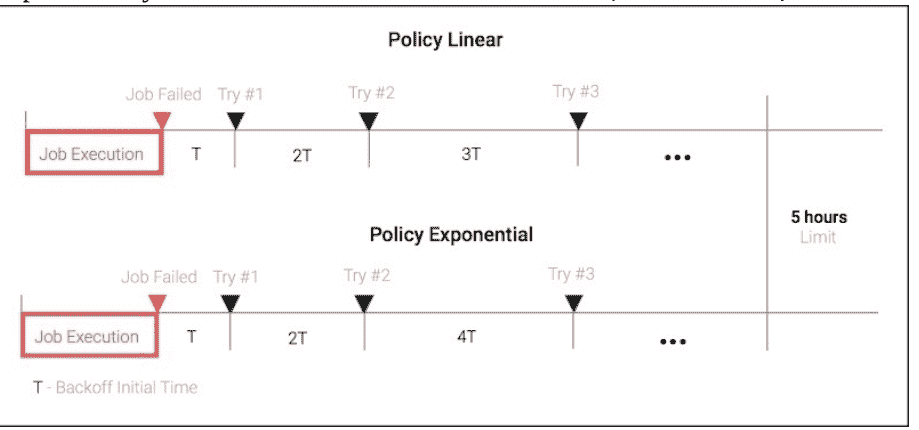 Policy Linear
Job Failed Try #1 Try #2 Try #3
Job Execution T 2T 3T ...
5 hours
Limit
Policy Exponential
Job Failed Try #1 Try #2 Try #3
Job Execution T 2T 4T ...
T - Backoff Initial Time